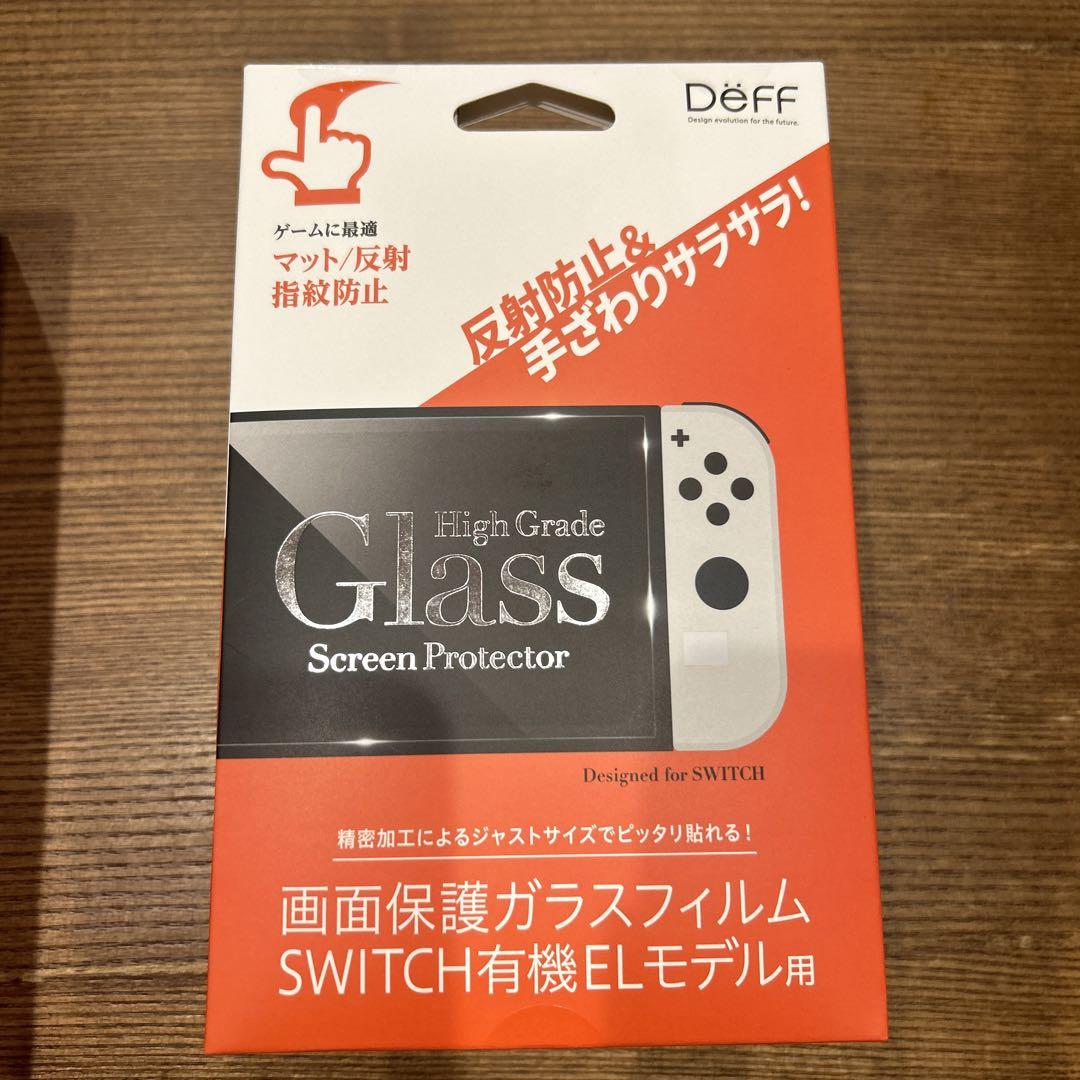 DëFF
Design evolution for the future.
ゲームに最適
マット/反射
指紋防止
反射防止&
手ざわりサラサラ!
High Grade
Glass
Screen Protector
Designed for SWITCH
精密加工によるジャストサイズでピッタリ貼れる!
画面保護ガラスフィルム
SWITCH有機ELモデル用